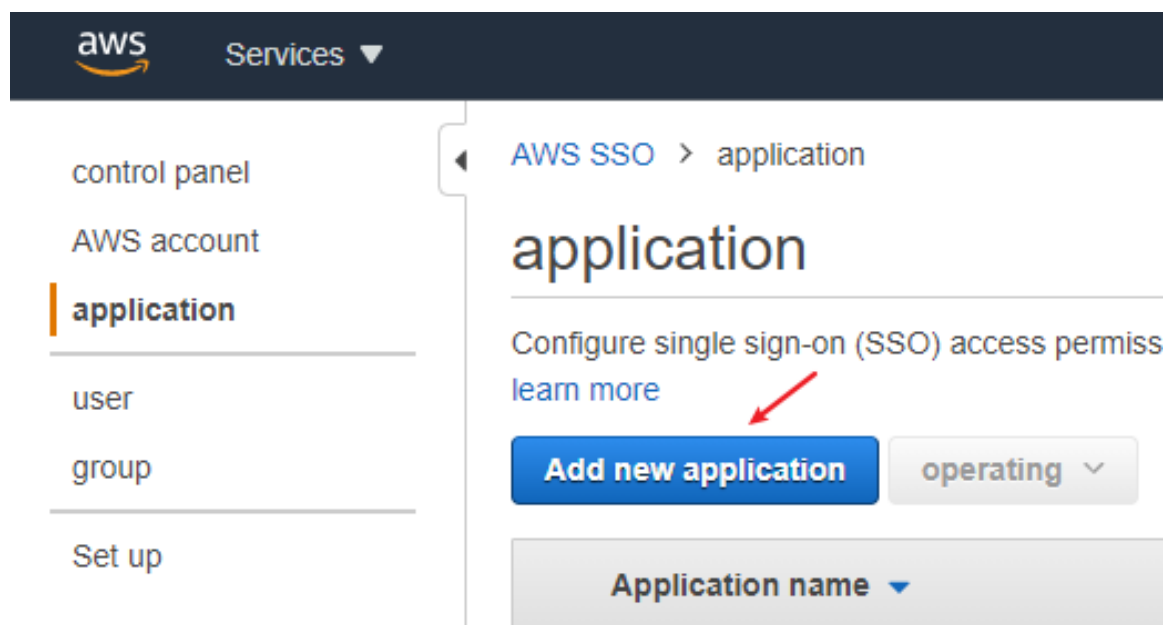 aws
Services
control panel
AWS account
application
user
group
Set up
AWS SSO > application
application
Configure single sign-on (SSO) access permiss
learn more
Add new application
operating
Application name